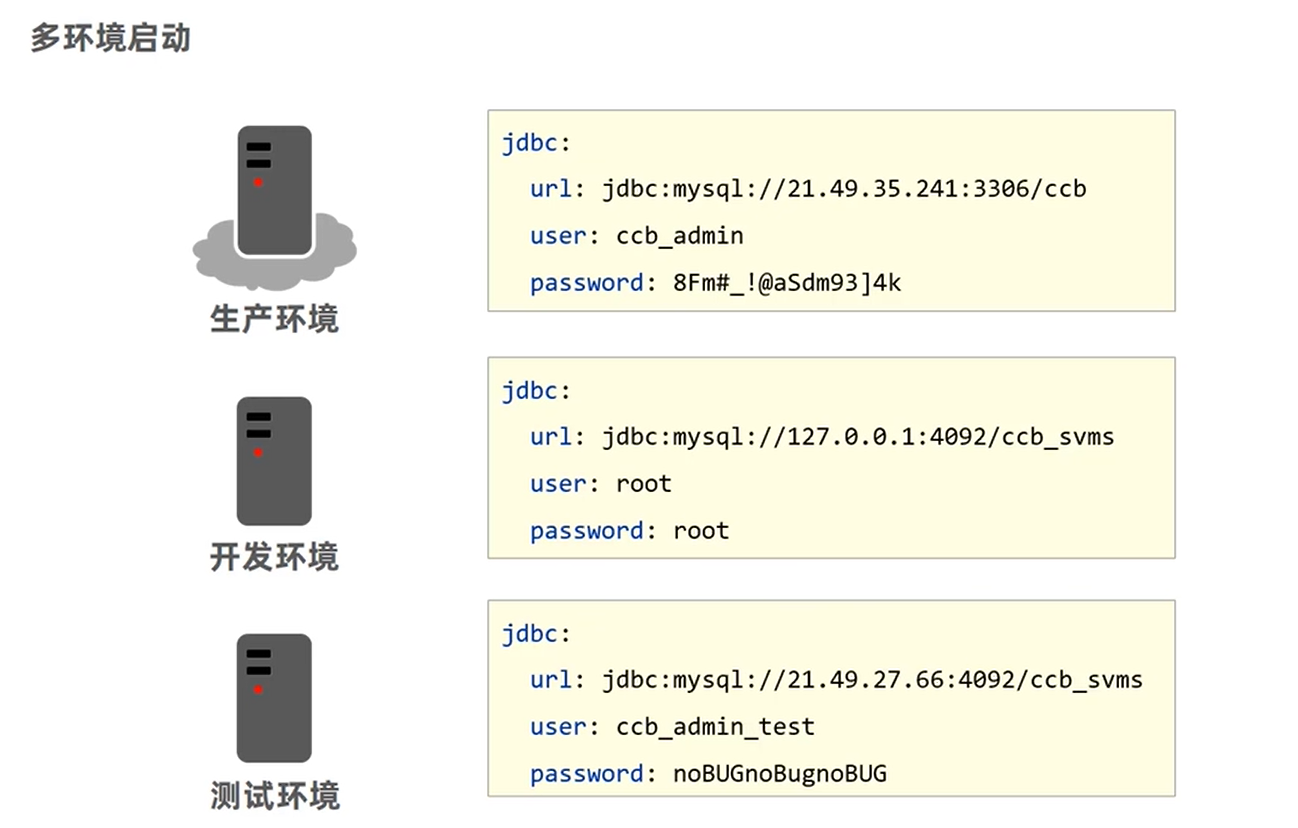 多环境启动
jdbc:
url: jdbc:mysql://21.49.35.241:3306/ccb
user: ccb_admin
password: 8Fm#_!@aSdm93]4k
生产环境
jdbc:
url: jdbc:mysql://127.0.0.1:4092/ccb_svms
user: root
password: root
开发环境
jdbc:
url: jdbc:mysql://21.49.27.66:4092/ccb_svms
user: ccb_admin_test
password: noBUGnoBugnoBUG
测试环境